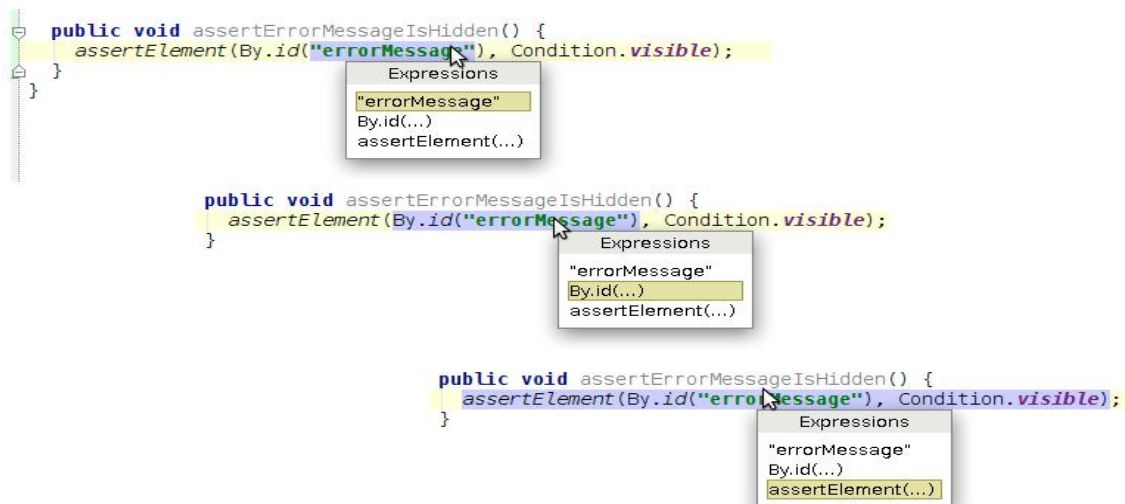 public void assertErrorMessageIsHidden() {
assertElement(By.id("errorMessage"), Condition.visible);
}
}
Expressions
"errorMessage"
By.id(...)
assertElement(...)
public void assertErrorMessageIsHidden() {
assertElement(By.id("errorMessage"), Condition.visible);
}
Expressions
"errorMessage"
By.id(...)
assertElement(...)
public void assertErrorMessageIsHidden() {
assertElement(By.id("errorMessage"), Condition.visible);
}
Expressions
"errorMessage"
By.id(...)
assertElement(...)